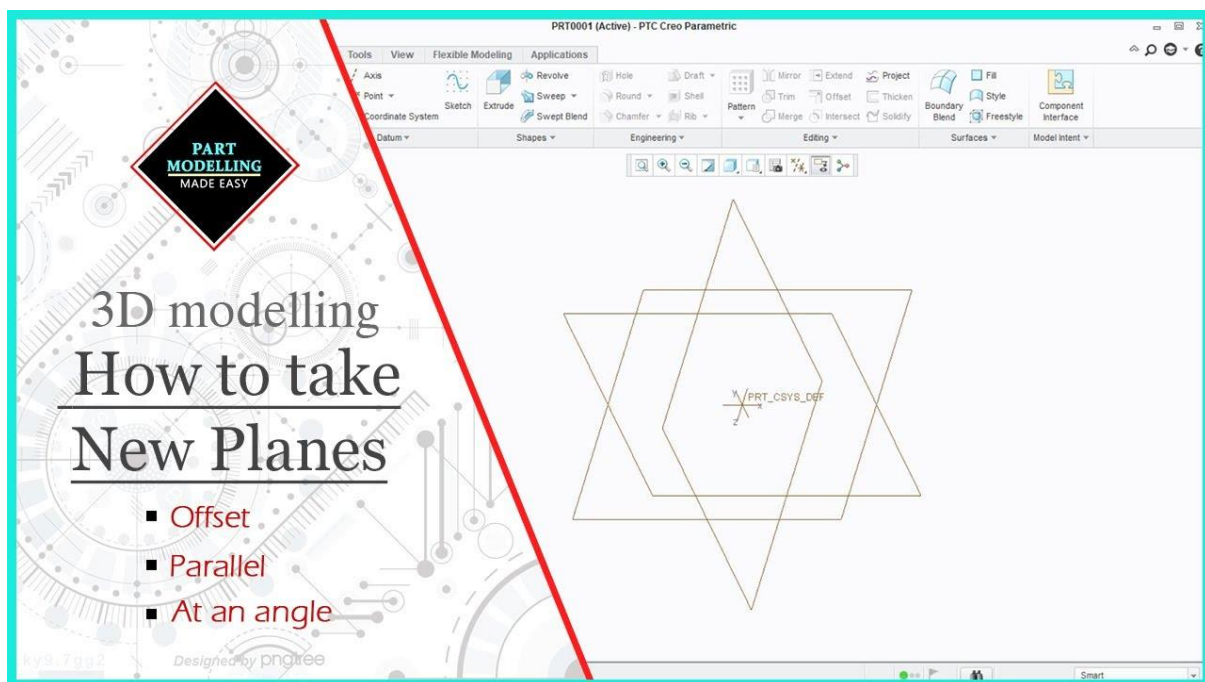 PRT0001 (Active) - PTC Creo Parametric
Tools View Flexible Modeling Applications
Axis
Point
Coordinate System
Datum
Sketch
Extrude
Revolve
Sweep
Swept Blend
Shapes
Hole Draft
Round Shell
Chamfer Rib
Engineering
Pattern
Mirror Extend Project
Trim Offset Thicken
Merge Intersect Solidify
Editing
Boundary
Blend
Fill
Style
Freestyle
Surfaces
Component
Interface
Model Intent
PART
MODELLING
MADE EASY
3D modelling
How to take
New Planes
▪ Offset
▪ Parallel
▪ At an angle
Designed by pngtree
Y
PRT_CSYS_DEF
X
Z
Smart